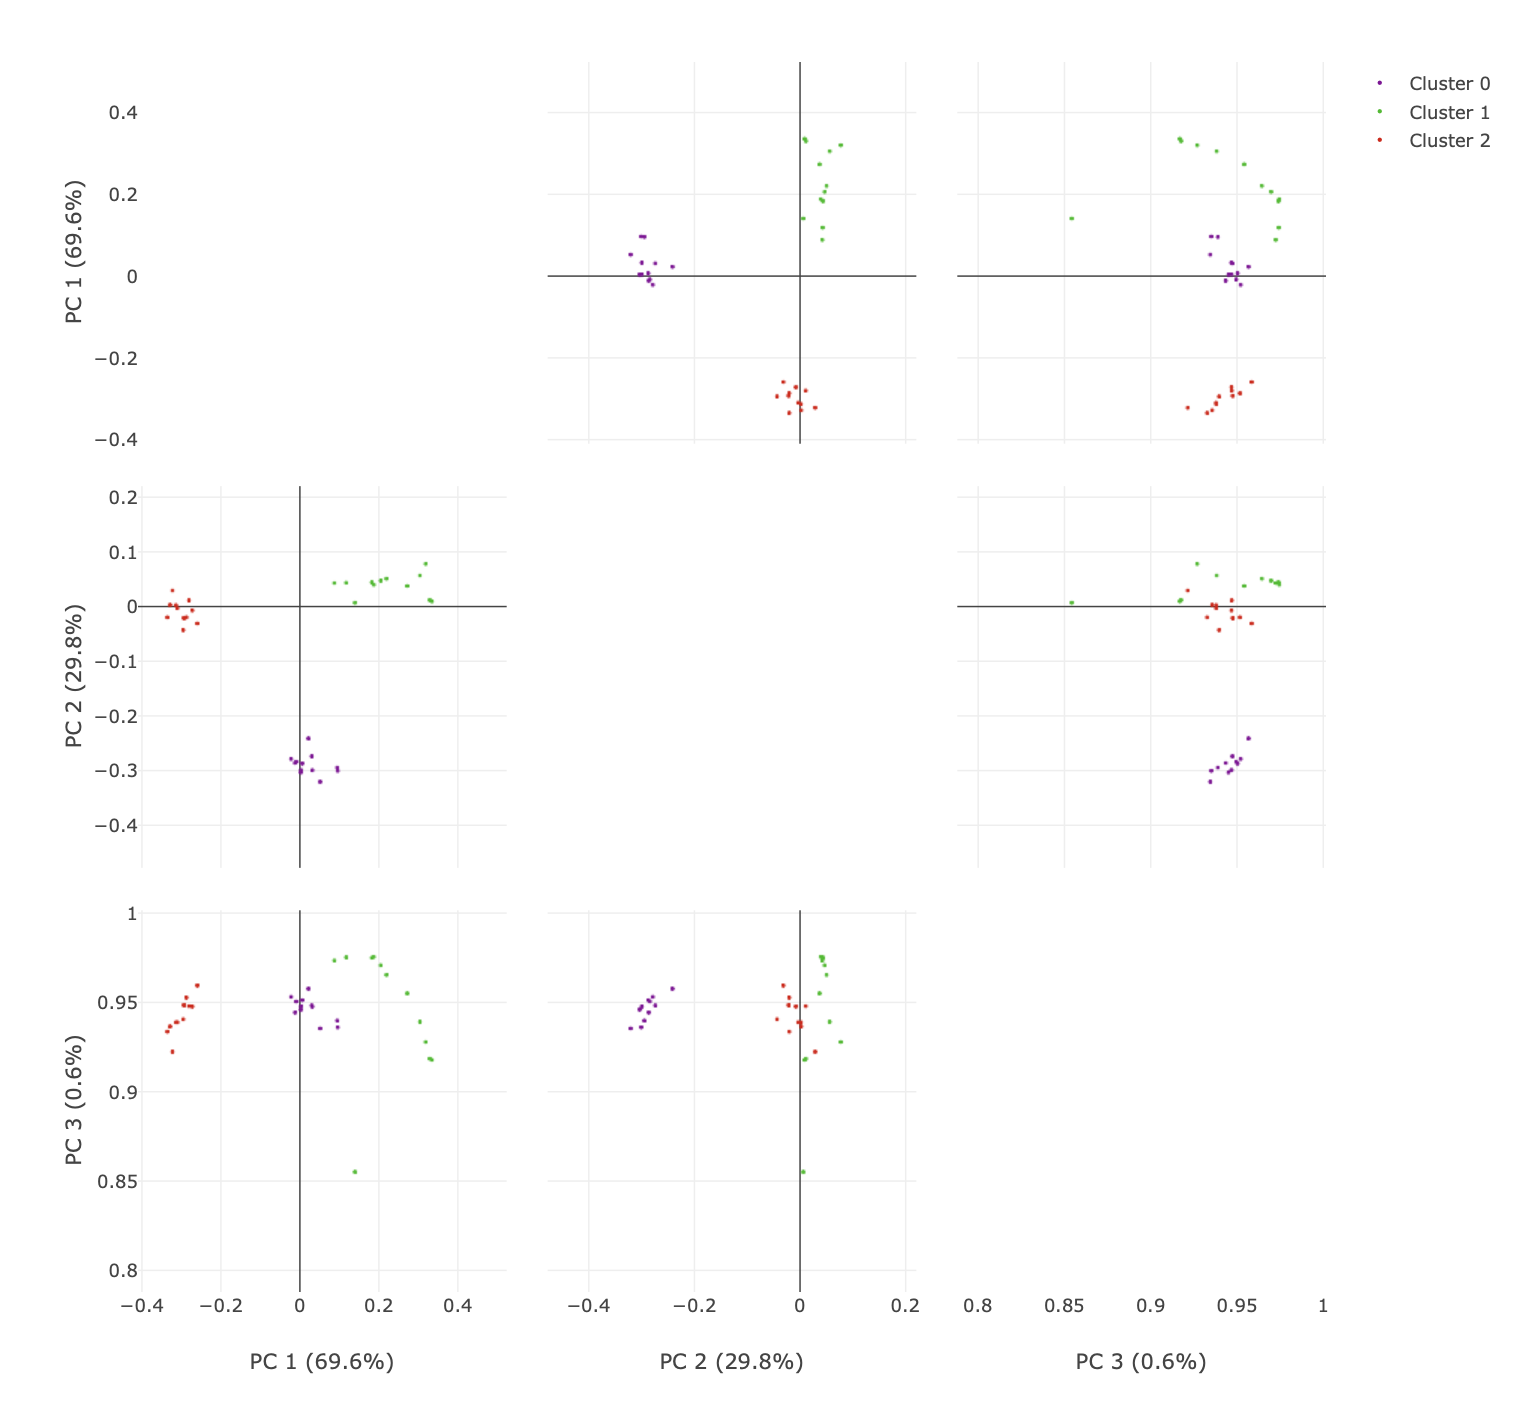 Cluster 0
Cluster 1
Cluster 2
PC 1 (69.6%)
0.4
0.2
0
−0.2
−0.4
PC 2 (29.8%)
0.2
0.1
0
−0.1
−0.2
−0.3
−0.4
PC 3 (0.6%)
1
0.95
0.9
0.85
0.8
−0.4 −0.2 0 0.2 0.4
−0.4 −0.2 0 0.2
0.8 0.85 0.9 0.95 1
PC 1 (69.6%)
PC 2 (29.8%)
PC 3 (0.6%)